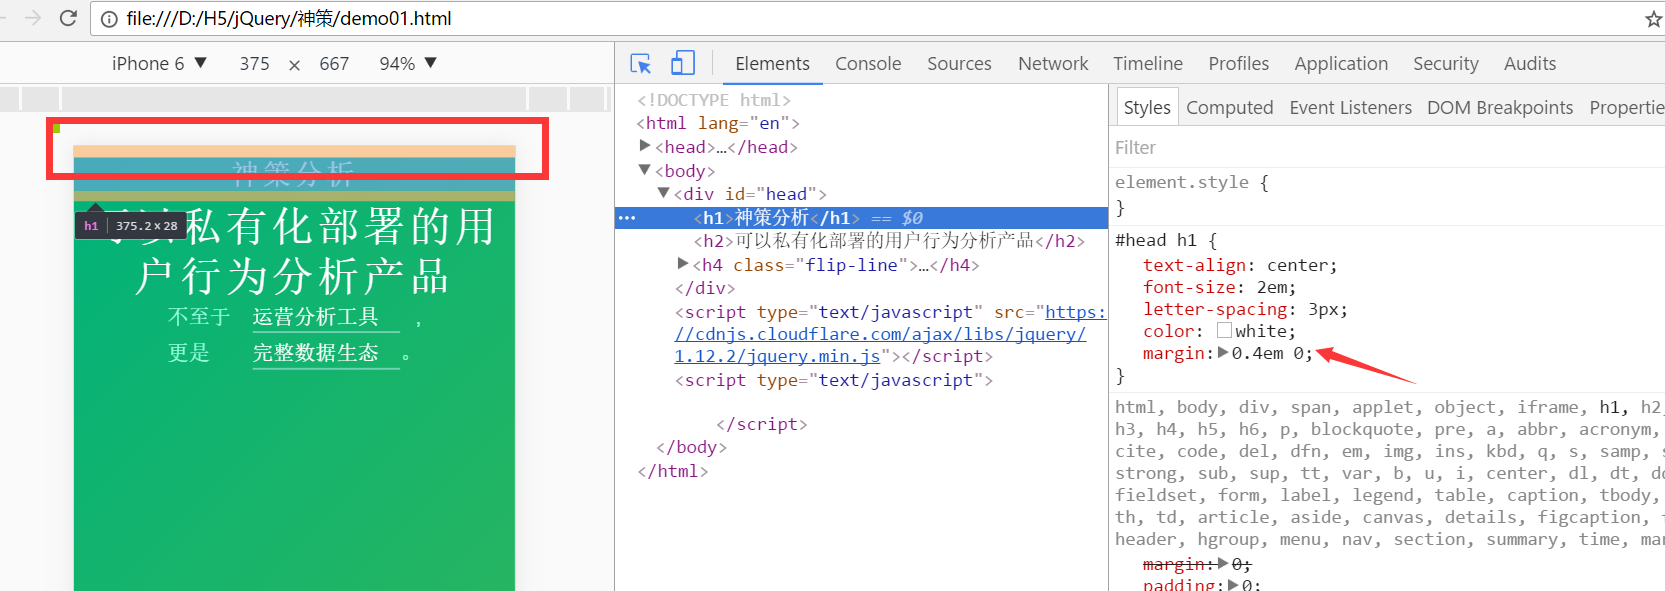 file:///D:/H5/jQuery/神策/demo01.html
iPhone 6 ▼ 375 × 667 94% ▼
Elements Console Sources Network Timeline Profiles Application Security Audits
神策分析
h1 375.2×28
可以私有化部署的用
户行为分析产品
不至于 运营分析工具 ，
更是 完整数据生态 。
<!DOCTYPE html>
<html lang="en">
▶<head>…</head>
▼<body>
▼<div id="head">
… <h1>神策分析</h1> == $0
<h2>可以私有化部署的用户行为分析产品</h2>
▶<h4 class="flip-line">…</h4>
</div>
<script type="text/javascript" src="https:
//cdnjs.cloudflare.com/ajax/libs/jquery/
1.12.2/jquery.min.js"></script>
<script type="text/javascript">
</script>
</body>
</html>
Styles Computed Event Listeners DOM Breakpoints Propertie
Filter
element.style {
}
#head h1 {
text-align: center;
font-size: 2em;
letter-spacing: 3px;
color: white;
margin:▶0.4em 0;
}
html, body, div, span, applet, object, iframe, h1, h2,
h3, h4, h5, h6, p, blockquote, pre, a, abbr, acronym,
cite, code, del, dfn, em, img, ins, kbd, q, s, samp, s
strong, sub, sup, tt, var, b, u, i, center, dl, dt, dd
fieldset, form, label, legend, table, caption, tbody,
th, td, article, aside, canvas, details, figcaption, f
header, hgroup, menu, nav, section, summary, time, mar
margin:▶0;
padding:▶0;